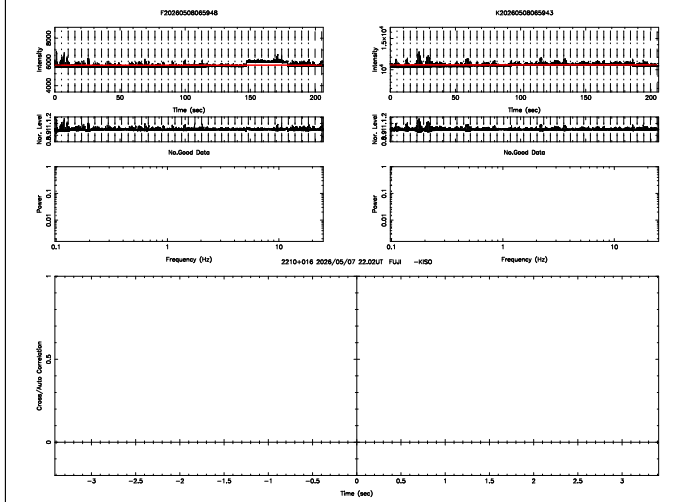 F20260508065948 K20260508065943
Intensity 4000 6000 8000 Intensity 10⁴ 1.5×10⁴
0 50 100 150 200 0 50 100 150 200
Time (sec) Time (sec)
Nor. Level 0.8 0.9 1 1.1 1.2 Nor. Level 0.8 0.9 1 1.1 1.2
No.Good Data No.Good Data
Power 0.01 0.1 1 Power 0.01 0.1 1
0.1 1 10 0.1 1 10
Frequency (Hz) Frequency (Hz)
2210+016 2026/05/07 22.02UT FUJI -KISO
Cross/Auto Correlation 0 0.5 1
-3 -2.5 -2 -1.5 -1 -0.5 0 0.5 1 1.5 2 2.5 3
Time (sec)